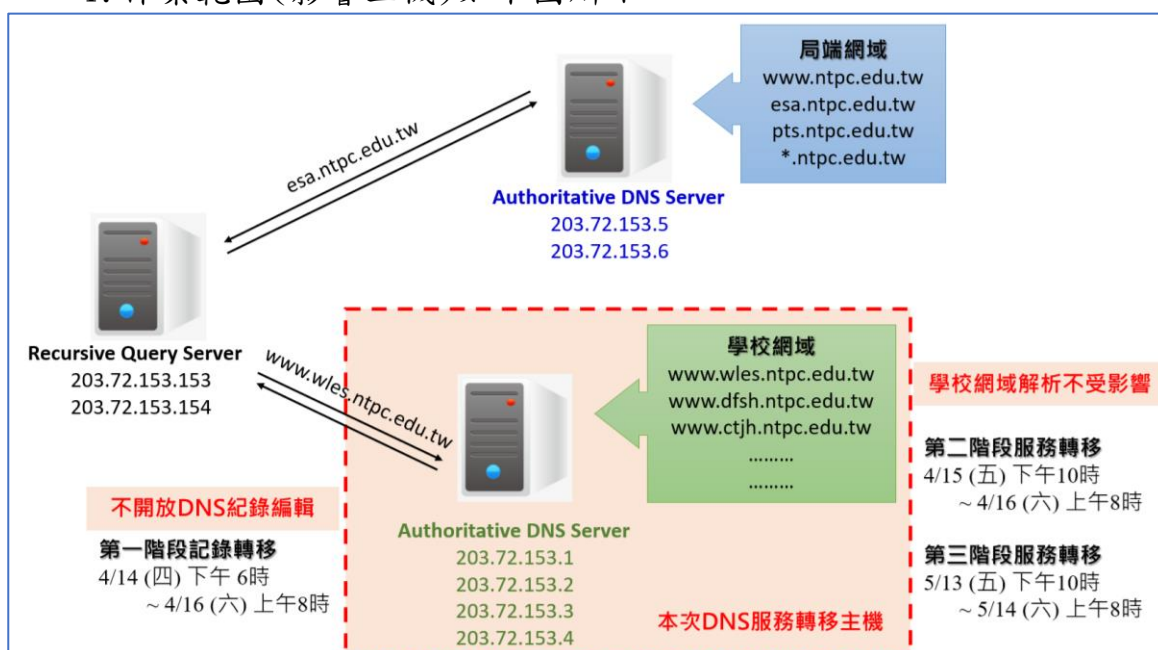 局端網域
www.ntpc.edu.tw
esa.ntpc.edu.tw
pts.ntpc.edu.tw
*.ntpc.edu.tw
esa.ntpc.edu.tw
Authoritative DNS Server
203.72.153.5
203.72.153.6
Recursive Query Server
203.72.153.153
203.72.153.154
www.wles.ntpc.edu.tw
學校網域
www.wles.ntpc.edu.tw
www.dfsh.ntpc.edu.tw
www.ctjh.ntpc.edu.tw
.........
.........
學校網域解析不受影響
第二階段服務轉移
4/15 (五) 下午10時
~ 4/16 (六) 上午8時
第三階段服務轉移
5/13 (五) 下午10時
~ 5/14 (六) 上午8時
不開放DNS紀錄編輯
第一階段記錄轉移
4/14 (四) 下午 6時
~ 4/16 (六) 上午8時
Authoritative DNS Server
203.72.153.1
203.72.153.2
203.72.153.3
203.72.153.4
本次DNS服務轉移主機